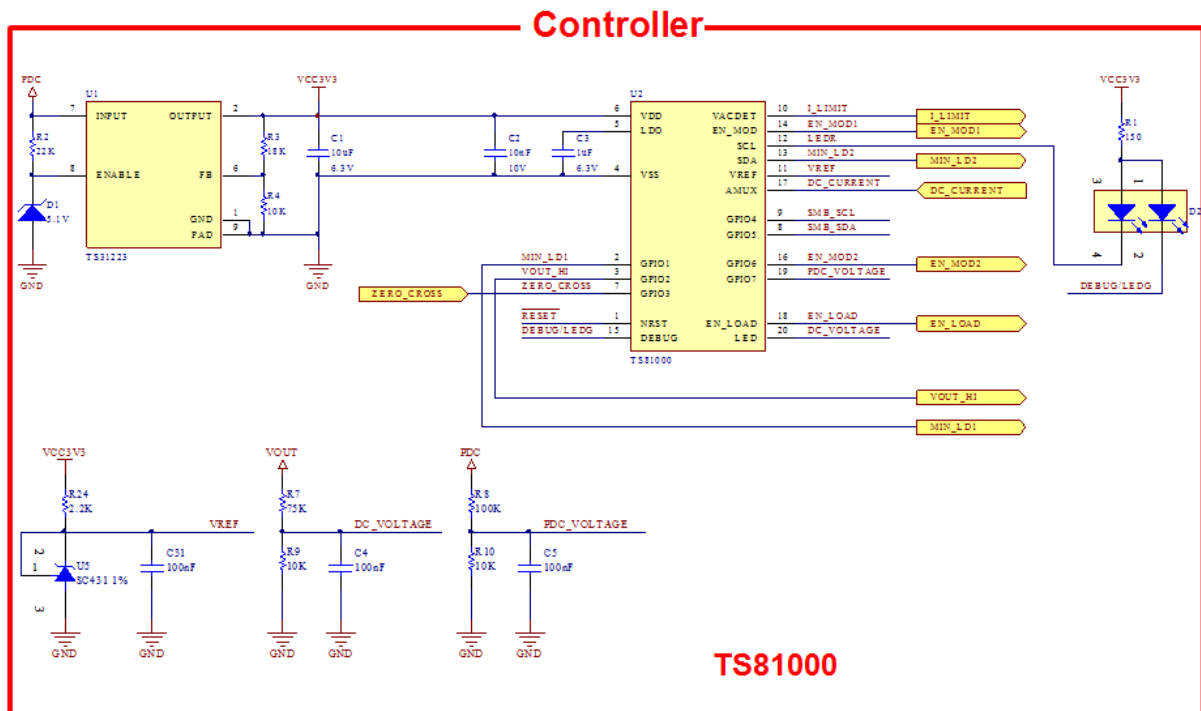 Controller
PDC
U1
7 INPUT OUTPUT 2
R2
22K
8 ENABLE FB 6
D1
5.1V
GND 1
PAD 9
TS31223
GND
VCC3V3
R3
18K
R4
10K
C1
10uF
6.3V
GND
C2
10nF
10V
C3
1uF
6.3V
U2
6 VDD VACDET 10 I_LIMIT I_LIMIT
5 LDO EN_MOD 14 EN_MOD1 EN_MOD1
SCL 12 LEDR
SDA 13 MIN_LD2 MIN_LD2
4 VSS VREF 11 VREF
AMUX 17 DC_CURRENT DC_CURRENT
GPIO4 9 SMB_SCL
GPIO5 8 SMB_SDA
MIN_LD1 2 GPIO1 GPIO6 16 EN_MOD2 EN_MOD2
VOUT_HI 3 GPIO2 GPIO7 19 PDC_VOLTAGE
ZERO_CROSS ZERO_CROSS 7 GPIO3
RESET 1 NRST EN_LOAD 18 EN_LOAD EN_LOAD
DEBUG/LEDG 15 DEBUG LED 20 DC_VOLTAGE
TS81000
VOUT_HI
MIN_LD1
VCC3V3
R1
150
3 1
D2
4 2
DEBUG/LEDG
VCC3V3
R24
2.2K
VREF
2
1
U5
SC431 1%
3
C31
100nF
GND GND
VOUT
R7
75K
DC_VOLTAGE
R9
10K
C4
100nF
GND GND
PDC
R8
100K
PDC_VOLTAGE
R10
10K
C5
100nF
GND GND
TS81000